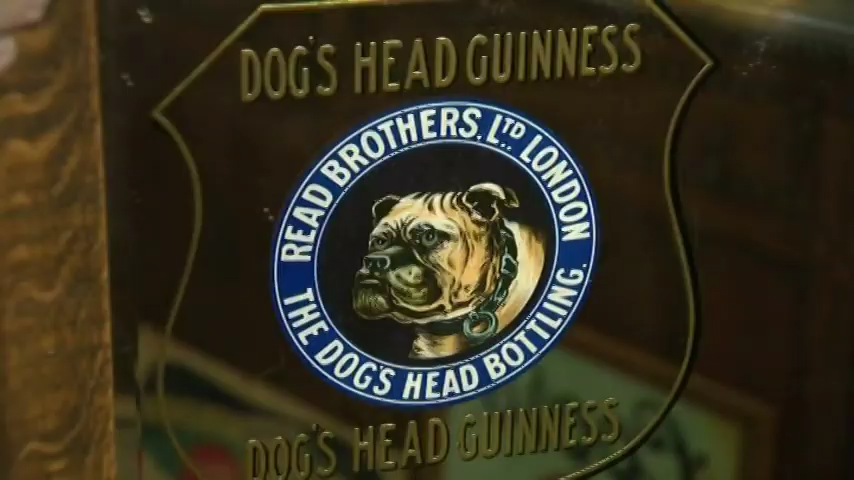 DOG'S HEAD GUINNESS
READ BROTHERS, LTD.. LONDON
THE DOG'S HEAD BOTTLING.
DOG'S HEAD GUINNESS